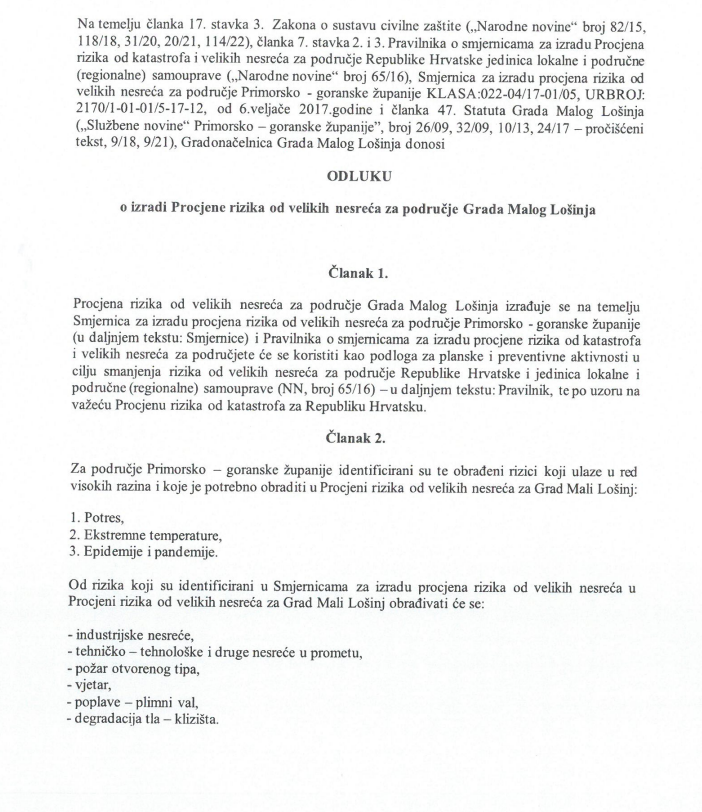 Na temelju članka 17. stavka 3. Zakona o sustavu civilne zaštite („Narodne novine“ broj 82/15,
118/18, 31/20, 20/21, 114/22), članka 7. stavka 2. i 3. Pravilnika o smjernicama za izradu Procjena
rizika od katastrofa i velikih nesreća za područje Republike Hrvatske jedinica lokalne i područne
(regionalne) samouprave („Narodne novine“ broj 65/16), Smjernica za izradu procjena rizika od
velikih nesreća za područje Primorsko - goranske županije KLASA:022-04/17-01/05, URBROJ:
2170/1-01-01/5-17-12, od 6.veljače 2017.godine i članka 47. Statuta Grada Malog Lošinja
(„Službene novine“ Primorsko – goranske županije”, broj 26/09, 32/09, 10/13, 24/17 – pročišćeni
tekst, 9/18, 9/21), Gradonačelnica Grada Malog Lošinja donosi
ODLUKU
o izradi Procjene rizika od velikih nesreća za područje Grada Malog Lošinja
Članak 1.
Procjena rizika od velikih nesreća za područje Grada Malog Lošinja izrađuje se na temelju
Smjernica za izradu procjena rizika od velikih nesreća za područje Primorsko - goranske županije
(u daljnjem tekstu: Smjernice) i Pravilnika o smjernicama za izradu procjene rizika od katastrofa
i velikih nesreća za područjete će se koristiti kao podloga za planske i preventivne aktivnosti u
cilju smanjenja rizika od velikih nesreća za područje Republike Hrvatske i jedinica lokalne i
područne (regionalne) samouprave (NN, broj 65/16) – u daljnjem tekstu: Pravilnik, te po uzoru na
važeću Procjenu rizika od katastrofa za Republiku Hrvatsku.
Članak 2.
Za područje Primorsko – goranske županije identificirani su te obrađeni rizici koji ulaze u red
visokih razina i koje je potrebno obraditi u Procjeni rizika od velikih nesreća za Grad Mali Lošinj:
1. Potres,
2. Ekstremne temperature,
3. Epidemije i pandemije.
Od rizika koji su identificirani u Smjernicama za izradu procjena rizika od velikih nesreća u
Procjeni rizika od velikih nesreća za Grad Mali Lošinj obrađivati će se:
- industrijske nesreće,
- tehničko – tehnološke i druge nesreće u prometu,
- požar otvorenog tipa,
- vjetar,
- poplave – plimni val,
- degradacija tla – klizišta.